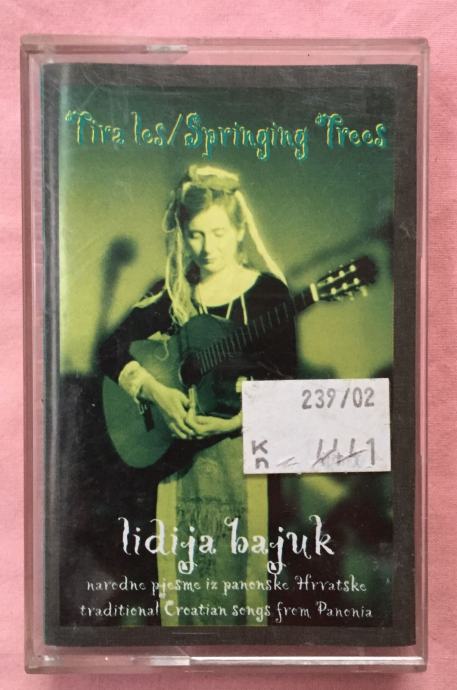 Tira les/Springing Trees
239/02
Kn
lidija bajuk
narodne pjesme iz panonske Hrvatske
traditional Croatian songs from Panonia